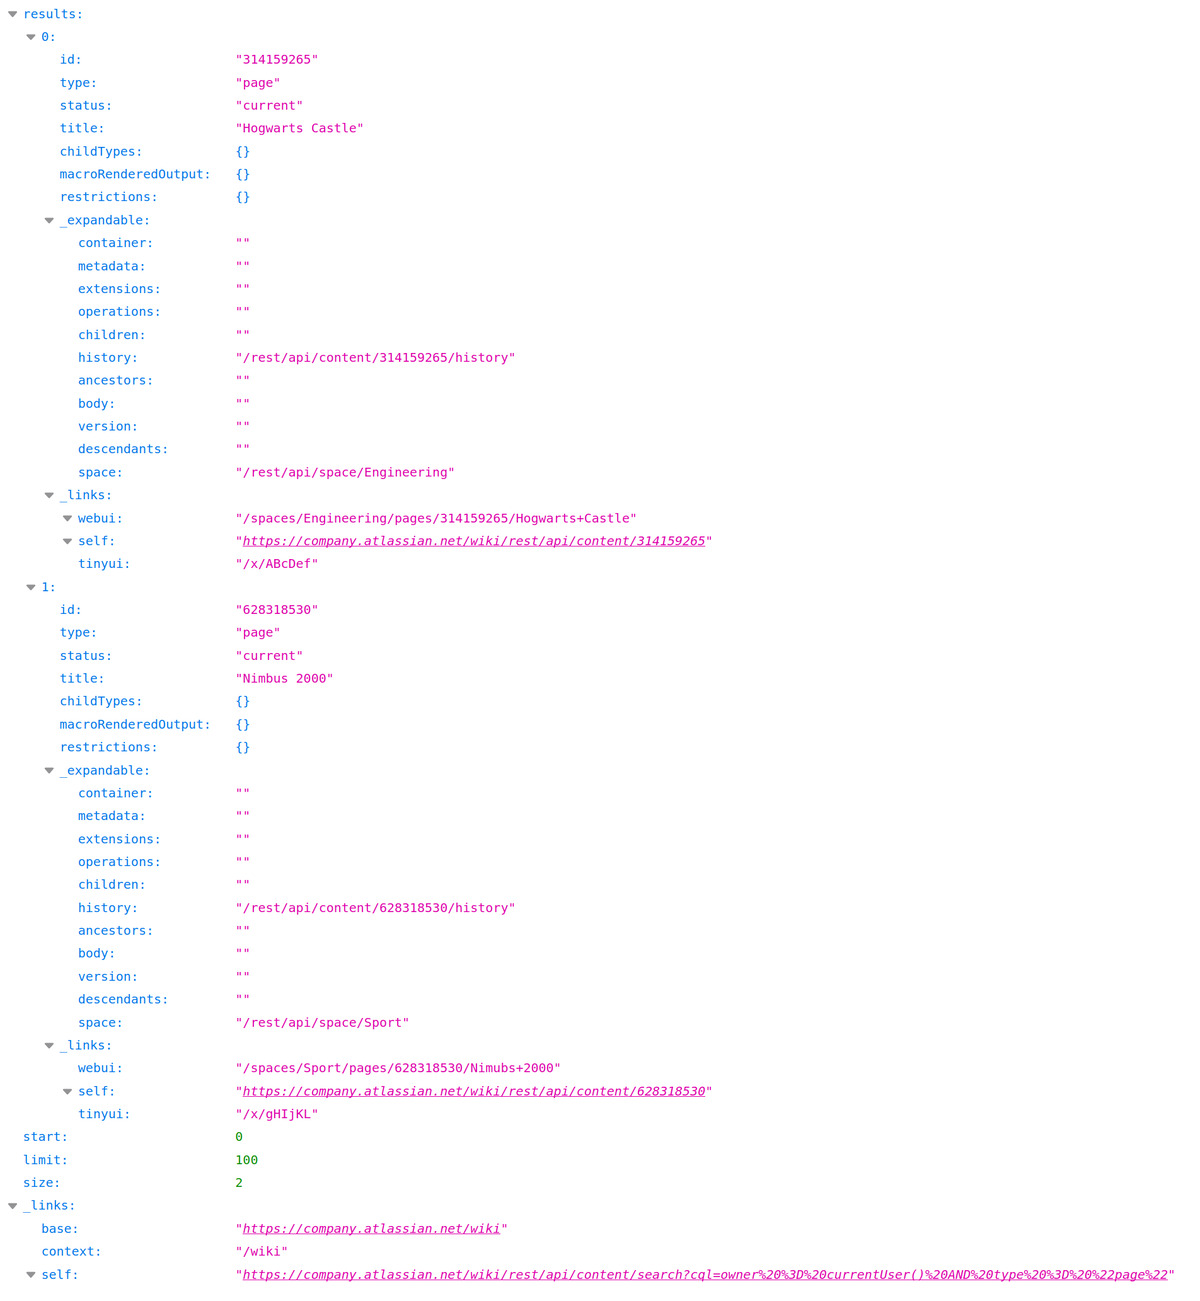 results:
0:
id: "314159265"
type: "page"
status: "current"
title: "Hogwarts Castle"
childTypes: {}
macroRenderedOutput: {}
restrictions: {}
_expandable:
container: ""
metadata: ""
extensions: ""
operations: ""
children: ""
history: "/rest/api/content/314159265/history"
ancestors: ""
body: ""
version: ""
descendants: ""
space: "/rest/api/space/Engineering"
_links:
webui: "/spaces/Engineering/pages/314159265/Hogwarts+Castle"
self: "https://company.atlassian.net/wiki/rest/api/content/314159265"
tinyui: "/x/ABcDef"
1:
id: "628318530"
type: "page"
status: "current"
title: "Nimbus 2000"
childTypes: {}
macroRenderedOutput: {}
restrictions: {}
_expandable:
container: ""
metadata: ""
extensions: ""
operations: ""
children: ""
history: "/rest/api/content/628318530/history"
ancestors: ""
body: ""
version: ""
descendants: ""
space: "/rest/api/space/Sport"
_links:
webui: "/spaces/Sport/pages/628318530/Nimubs+2000"
self: "https://company.atlassian.net/wiki/rest/api/content/628318530"
tinyui: "/x/gHIjKL"
start: 0
limit: 100
size: 2
_links:
base: "https://company.atlassian.net/wiki"
context: "/wiki"
self: "https://company.atlassian.net/wiki/rest/api/content/search?cql=owner%20%3D%20currentUser()%20AND%20type%20%3D%20%22page%22"